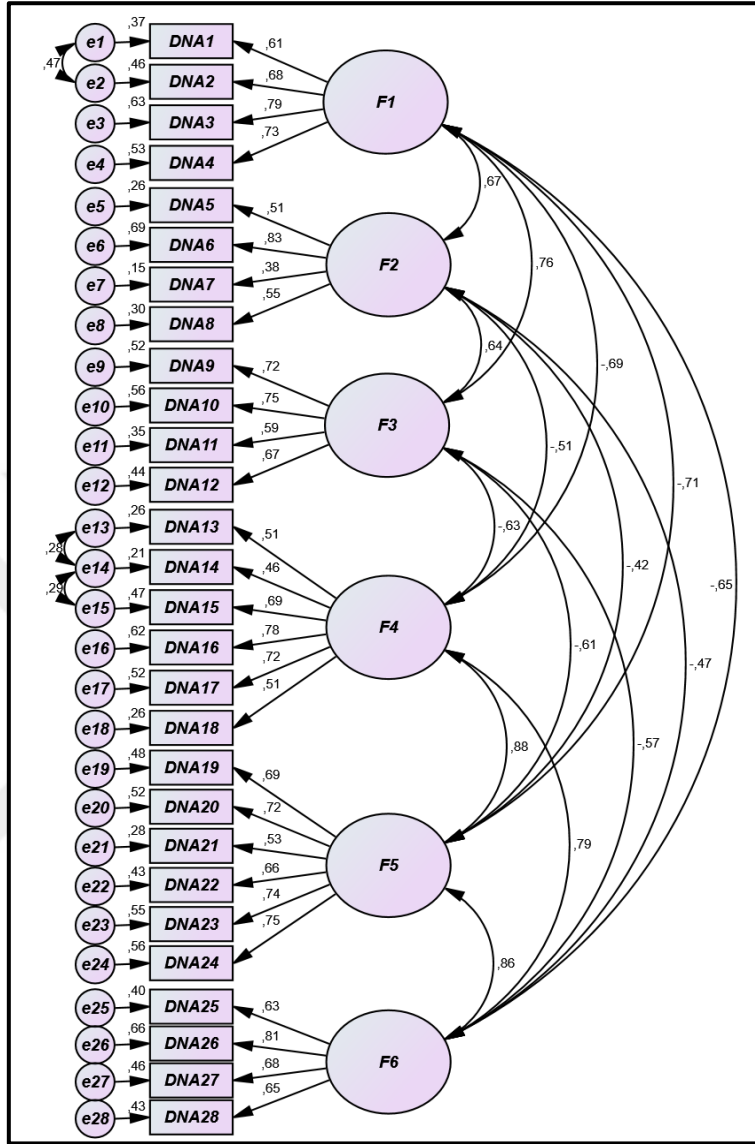 ,37
e1 DNA1 ,61
,47 ,46
e2 DNA2 ,68
,63
e3 DNA3 ,79 F1
,53
e4 DNA4 ,73
,26
e5 DNA5 ,51 ,67
,69
e6 DNA6 ,83 F2
,15
e7 DNA7 ,38 ,76
,30
e8 DNA8 ,55
,52
e9 DNA9 ,72 ,64 -,69
,56
e10 DNA10 ,75 F3
,35
e11 DNA11 ,59 -,51
,44
e12 DNA12 ,67 -,71
,26
e13 DNA13 ,51 -,63
,28 ,21
e14 DNA14 ,46 -,42
,29 ,47
e15 DNA15 ,69 F4 -,65
,62
e16 DNA16 ,78 -,61
,52
e17 DNA17 ,72 -,47
,26
e18 DNA18 ,51
,48
e19 DNA19 ,69 ,88 -,57
,52
e20 DNA20 ,72
,28
e21 DNA21 ,53 ,79
,43
e22 DNA22 ,66 F5
,55
e23 DNA23 ,74
,56
e24 DNA24 ,75 ,86
,40
e25 DNA25 ,63
,66
e26 DNA26 ,81 F6
,46
e27 DNA27 ,68
,43
e28 DNA28 ,65